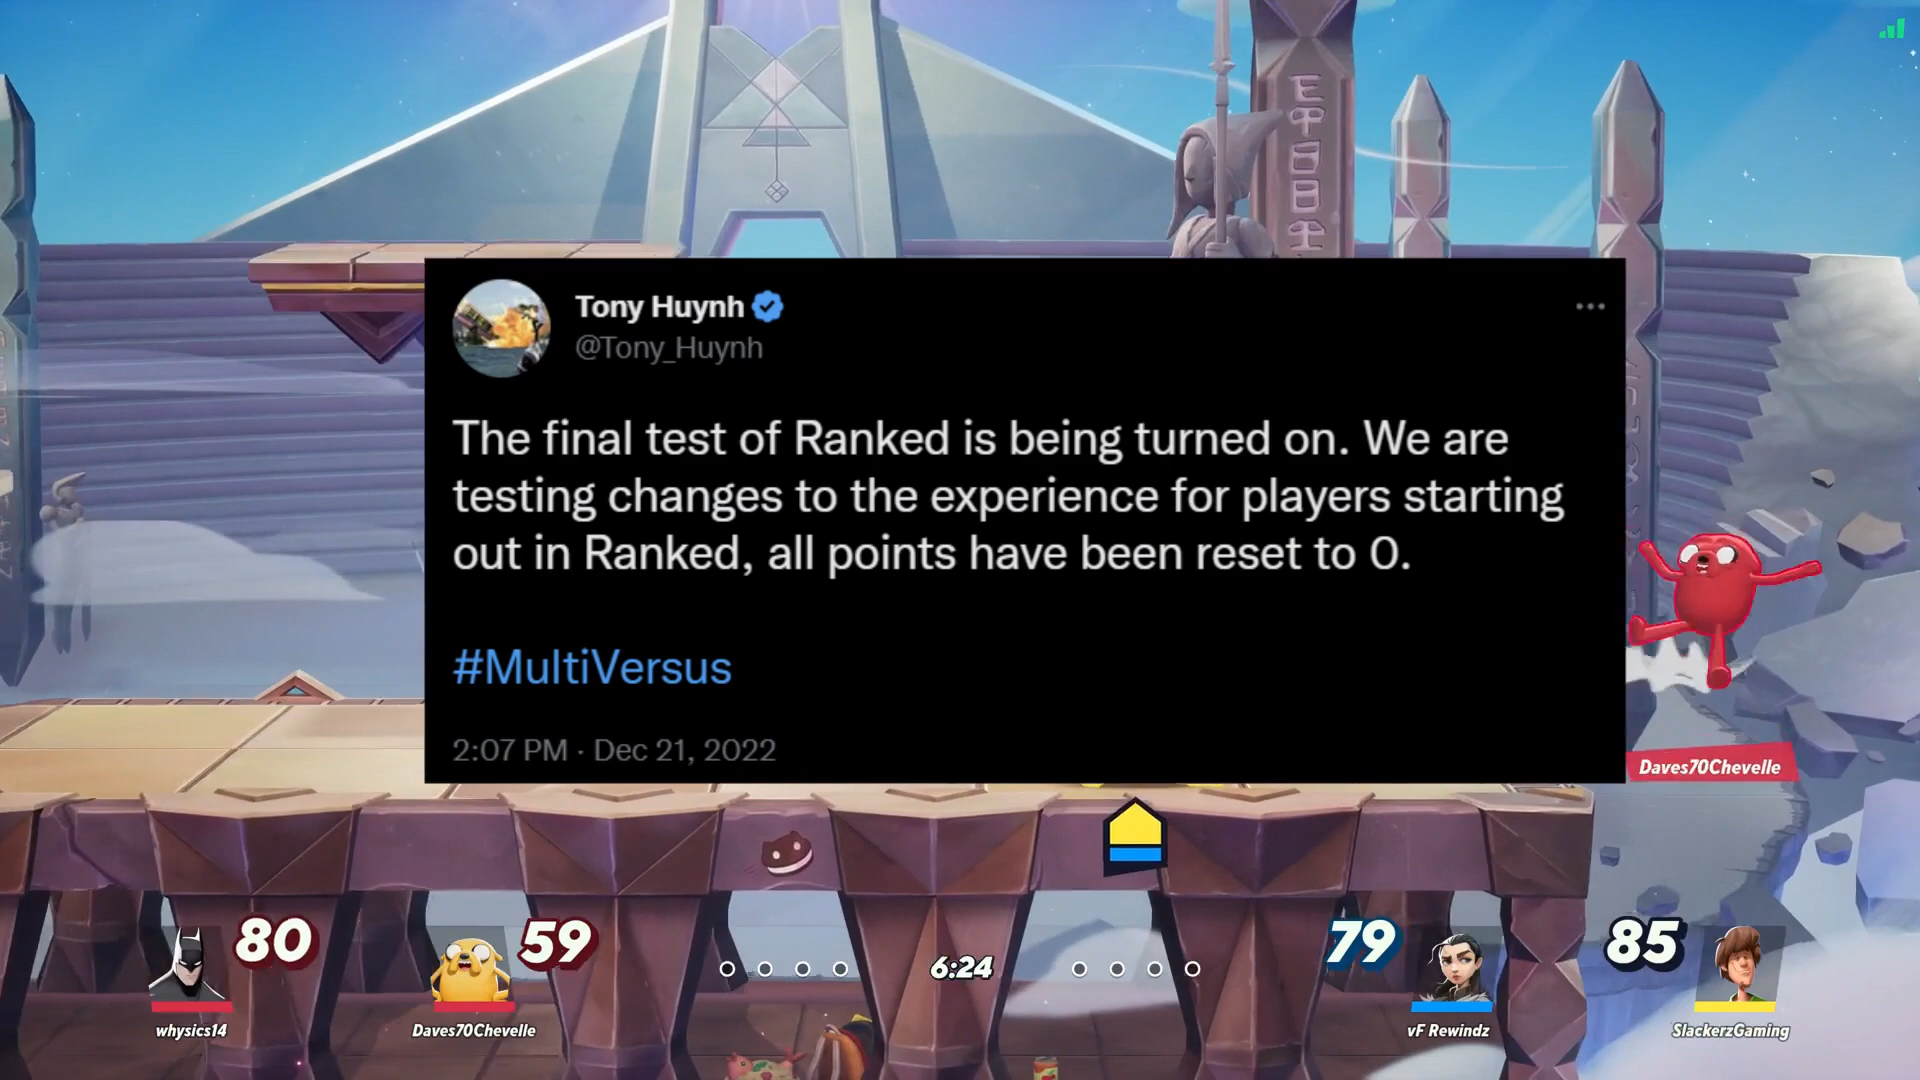 Tony Huynh
@Tony_Huynh
The final test of Ranked is being turned on. We are
testing changes to the experience for players starting
out in Ranked, all points have been reset to 0.
#MultiVersus
2:07 PM · Dec 21, 2022
Daves70Chevelle
80
59
6:24
79
85
whysics14
Daves70Chevelle
vF Rewindz
SlackerzGaming